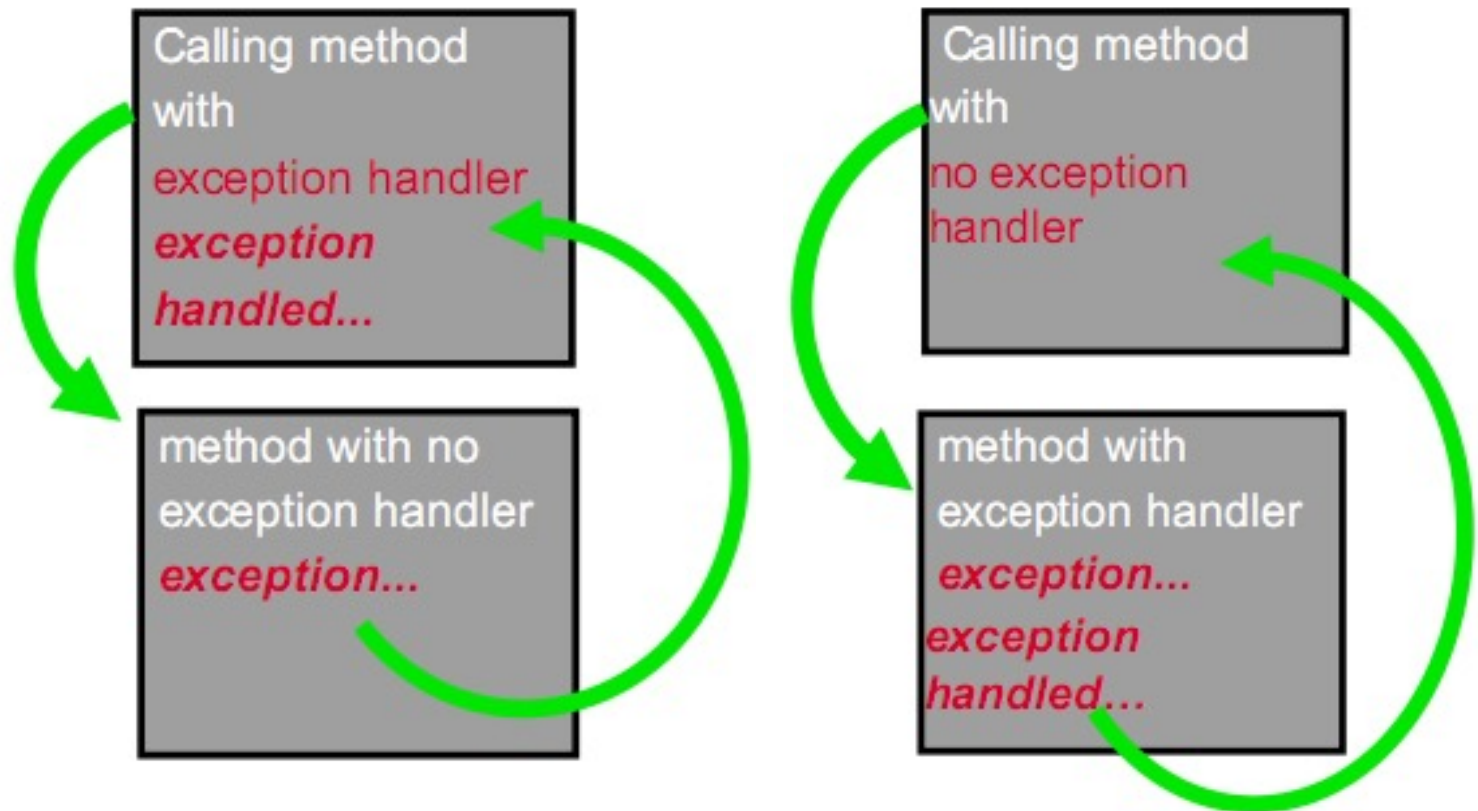 Calling method
with
exception handler
exception
handled...
method with no
exception handler
exception...
Calling method
with
no exception
handler
method with
exception handler
exception...
exception
handled...